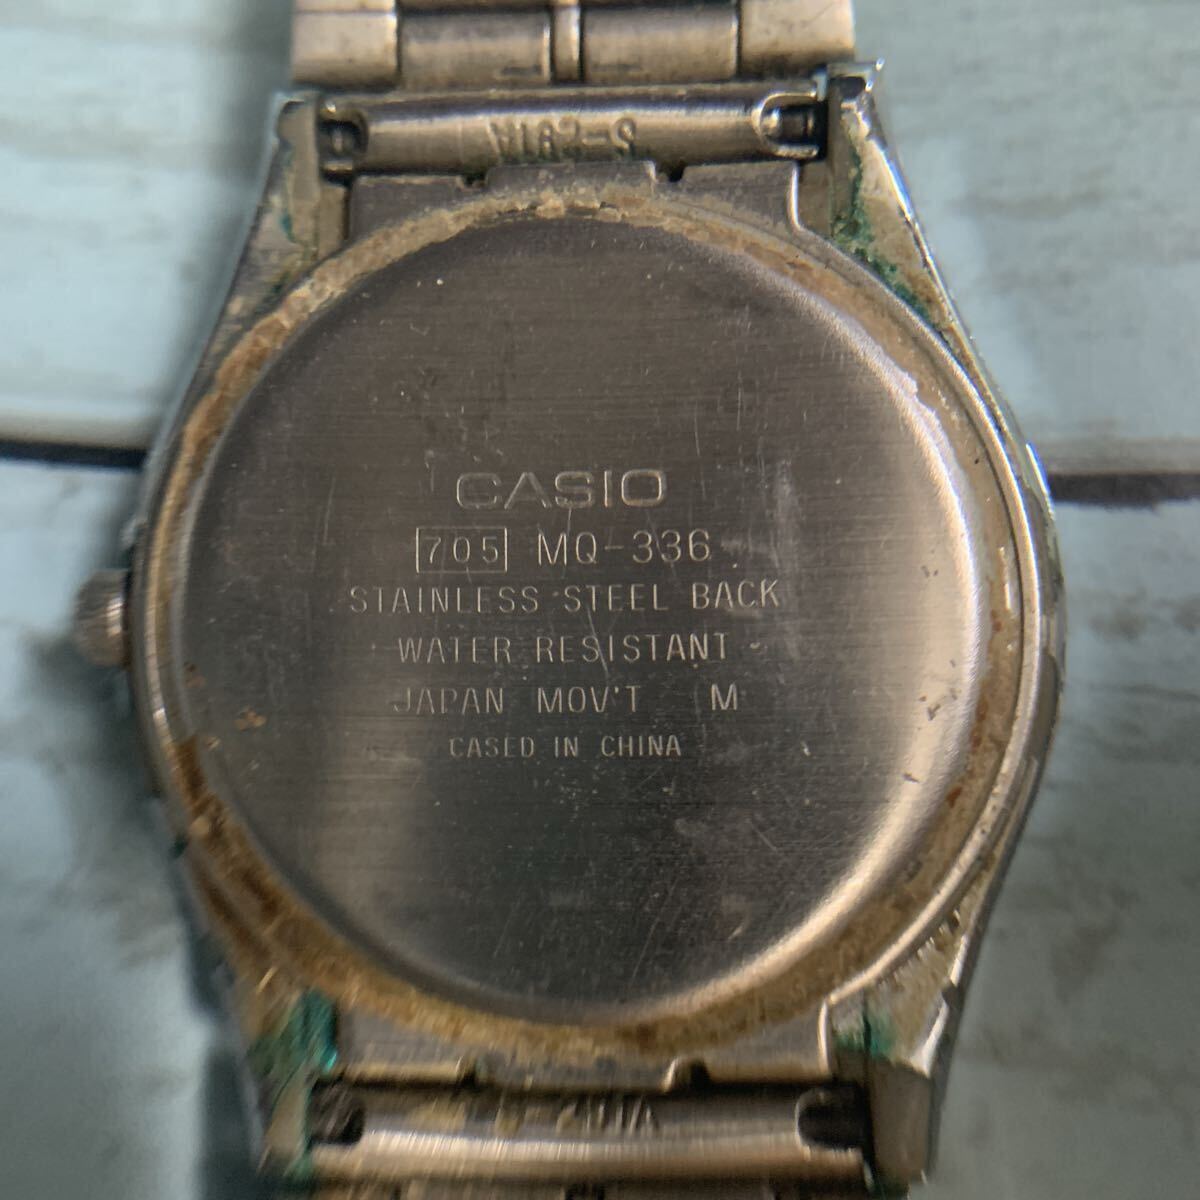 CASIO
705 MQ-336
STAINLESS STEEL BACK
WATER RESISTANT
JAPAN MOV'T M
CASED IN CHINA